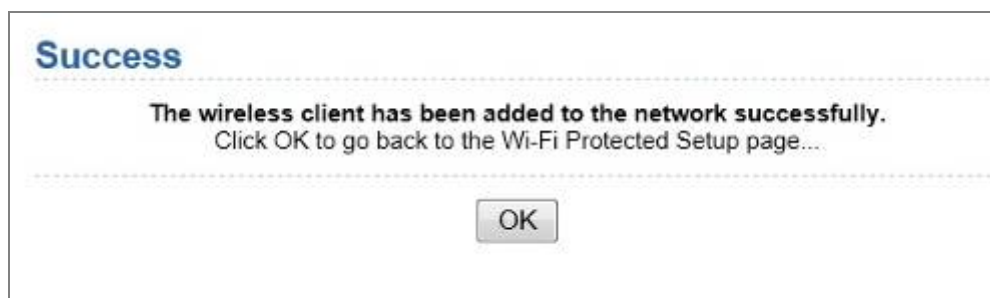 Success
The wireless client has been added to the network successfully.
Click OK to go back to the Wi-Fi Protected Setup page...
OK